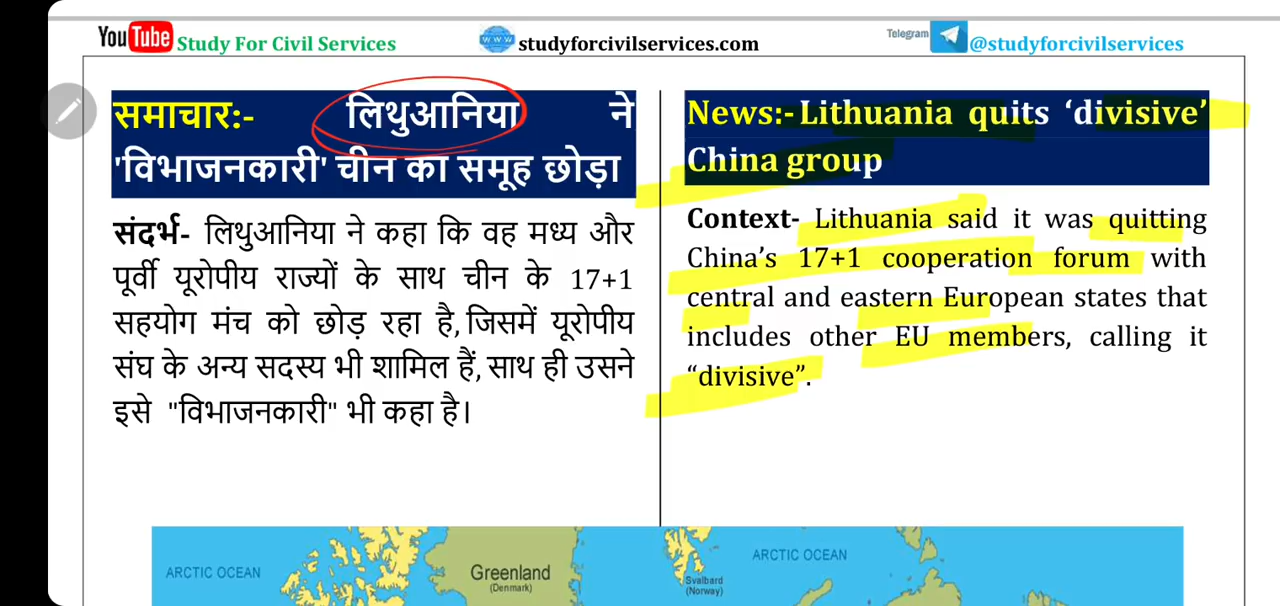 YouTube Study For Civil Services
www studyforcivilservices.com
Telegram @studyforcivilservices
समाचार:- लिथुआनिया ने
'विभाजनकारी' चीन का समूह छोड़ा
संदर्भ- लिथुआनिया ने कहा कि वह मध्य और
पूर्वी यूरोपीय राज्यों के साथ चीन के 17+1
सहयोग मंच को छोड़ रहा है, जिसमें यूरोपीय
संघ के अन्य सदस्य भी शामिल हैं, साथ ही उसने
इसे "विभाजनकारी" भी कहा है।
News:- Lithuania quits ‘divisive’
China group
Context- Lithuania said it was quitting
China’s 17+1 cooperation forum with
central and eastern European states that
includes other EU members, calling it
“divisive”.
ARCTIC OCEAN
Greenland
(Denmark)
Svalbard
(Norway)
ARCTIC OCEAN